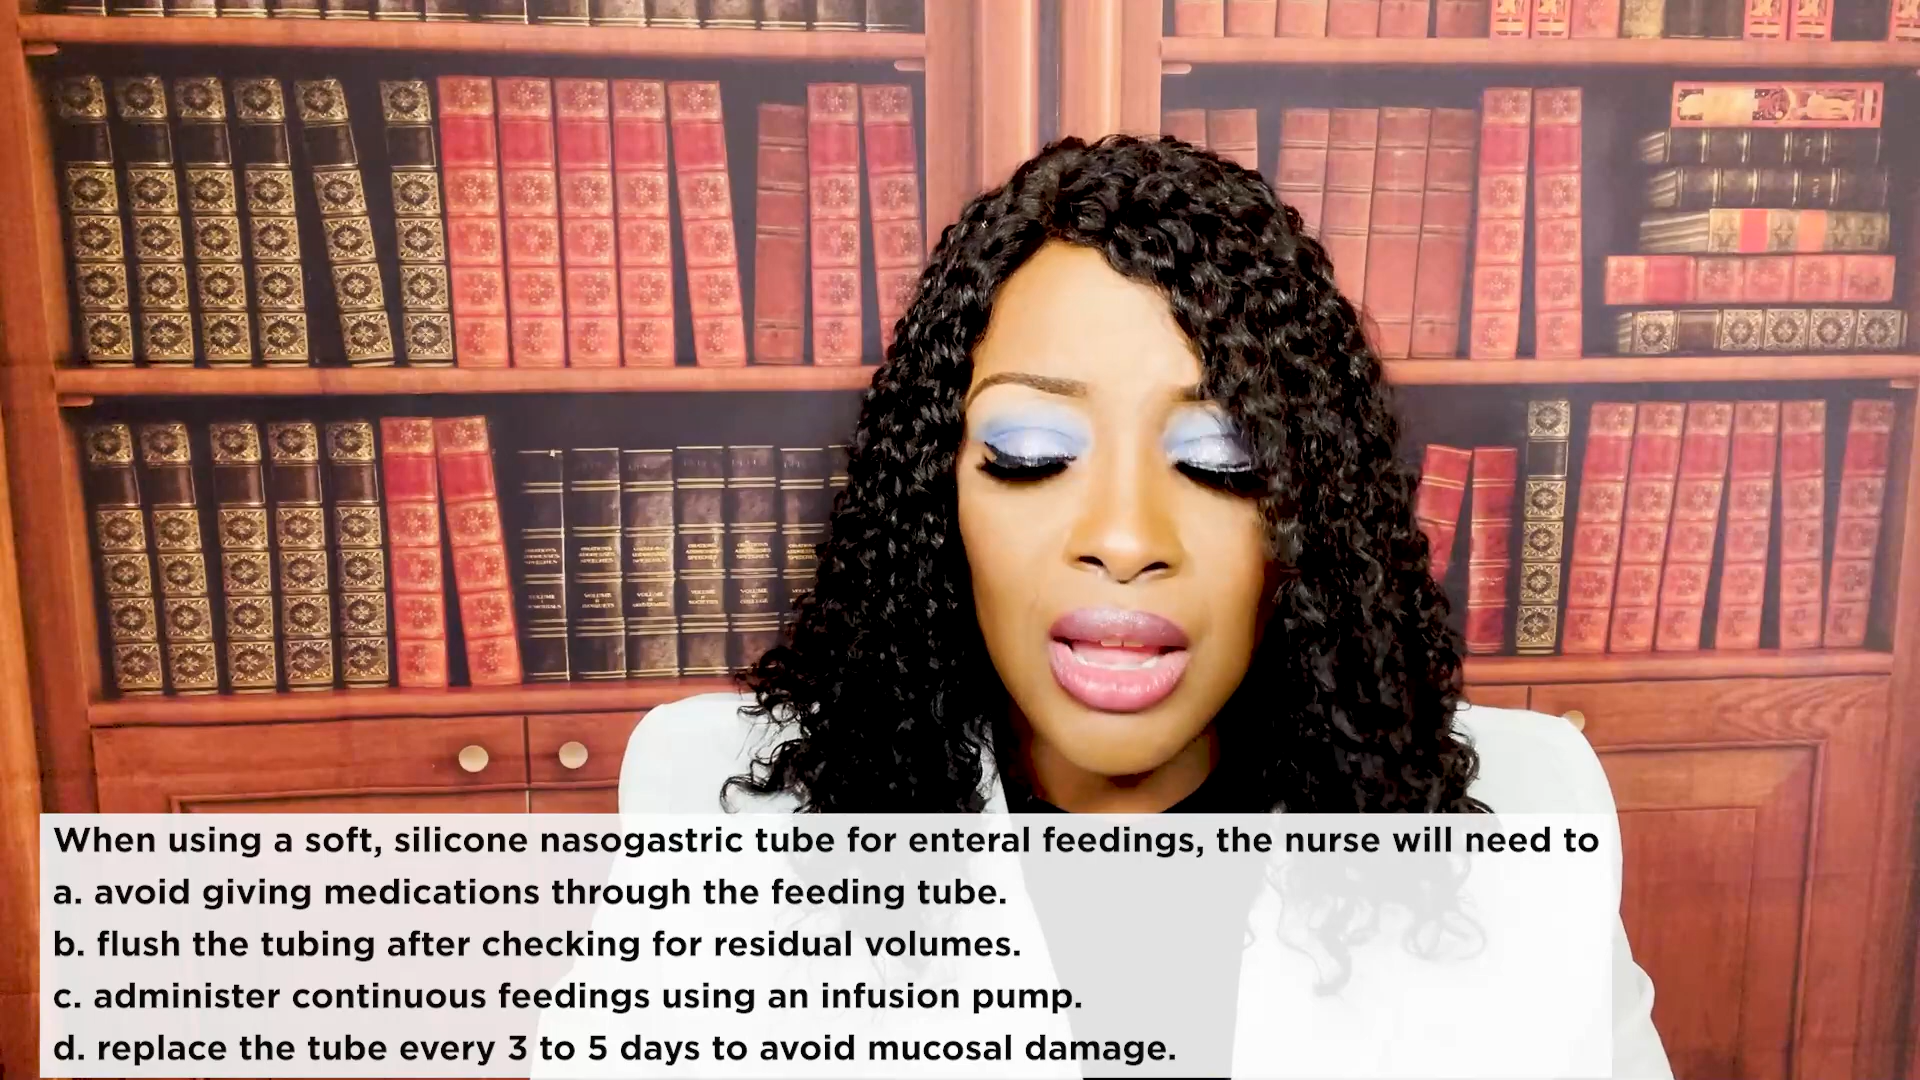 When using a soft, silicone nasogastric tube for enteral feedings, the nurse will need to
a. avoid giving medications through the feeding tube.
b. flush the tubing after checking for residual volumes.
c. administer continuous feedings using an infusion pump.
d. replace the tube every 3 to 5 days to avoid mucosal damage.